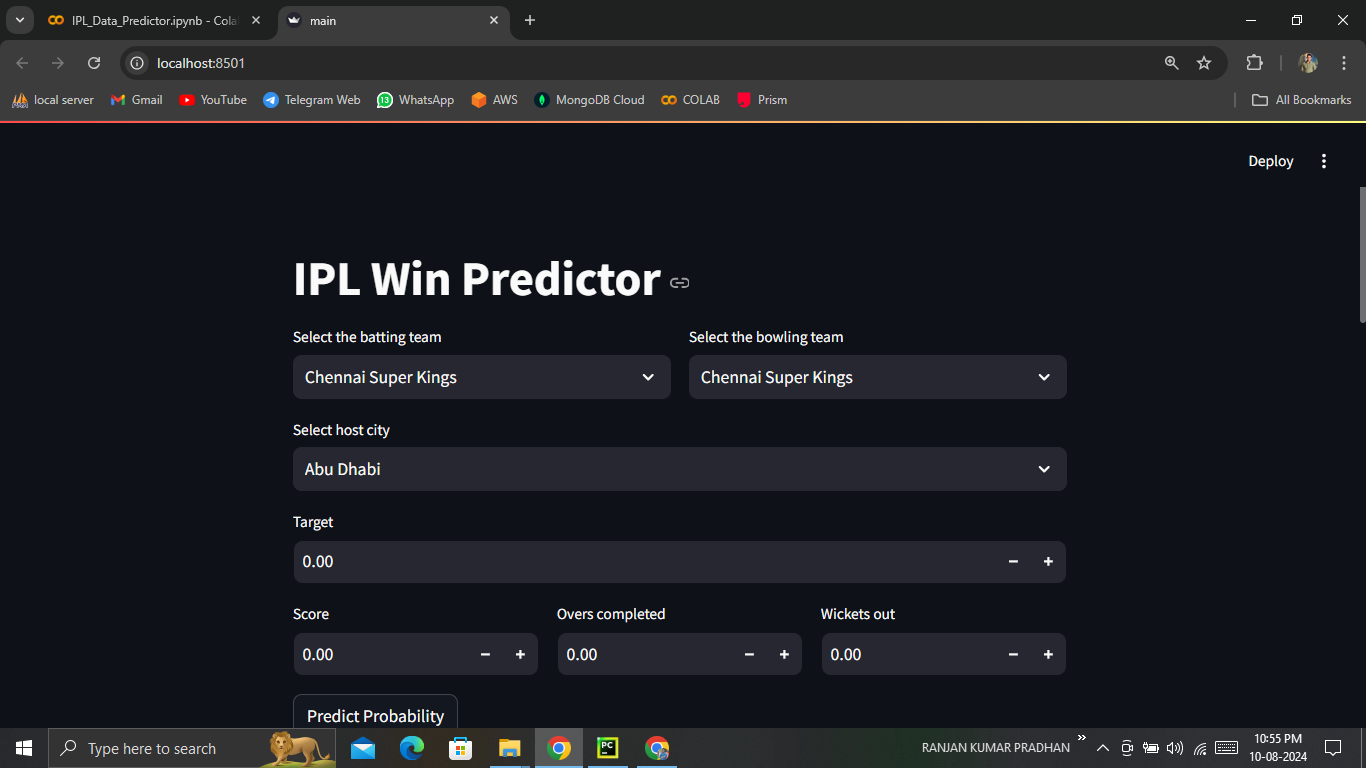 IPL_Data_Predictor.ipynb - Cola
main
localhost:8501
local server
Gmail
YouTube
Telegram Web
13
WhatsApp
AWS
MongoDB Cloud
COLAB
Prism
All Bookmarks
Deploy
IPL Win Predictor
Select the batting team
Select the bowling team
Chennai Super Kings
Chennai Super Kings
Select host city
Abu Dhabi
Target
0.00
Score
Overs completed
Wickets out
0.00
0.00
0.00
Predict Probability
Type here to search
PC
RANJAN KUMAR PRADHAN
10:55 PM
10-08-2024